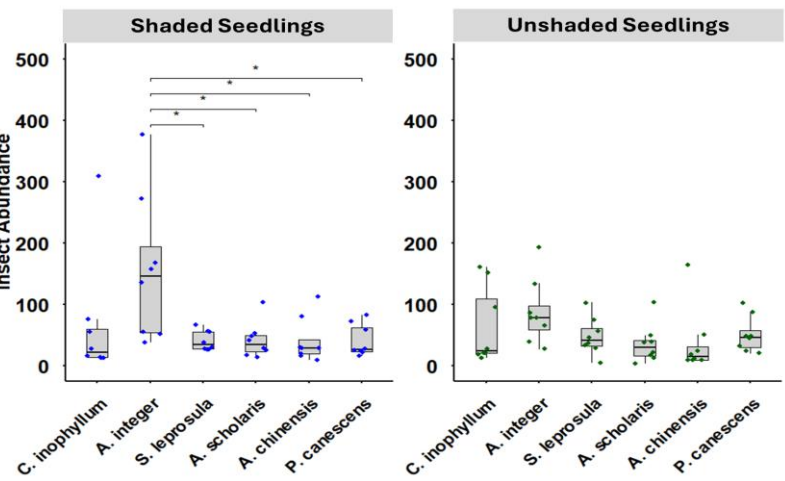 Shaded Seedlings
Unshaded Seedlings
Insect Abundance
500
400
300
200
100
0
*
*
*
*
C. inophyllum
A. integer
S. leprosula
A. scholaris
A. chinensis
P. canescens
500
400
300
200
100
0
C. inophyllum
A. integer
S. leprosula
A. scholaris
A. chinensis
P. canescens